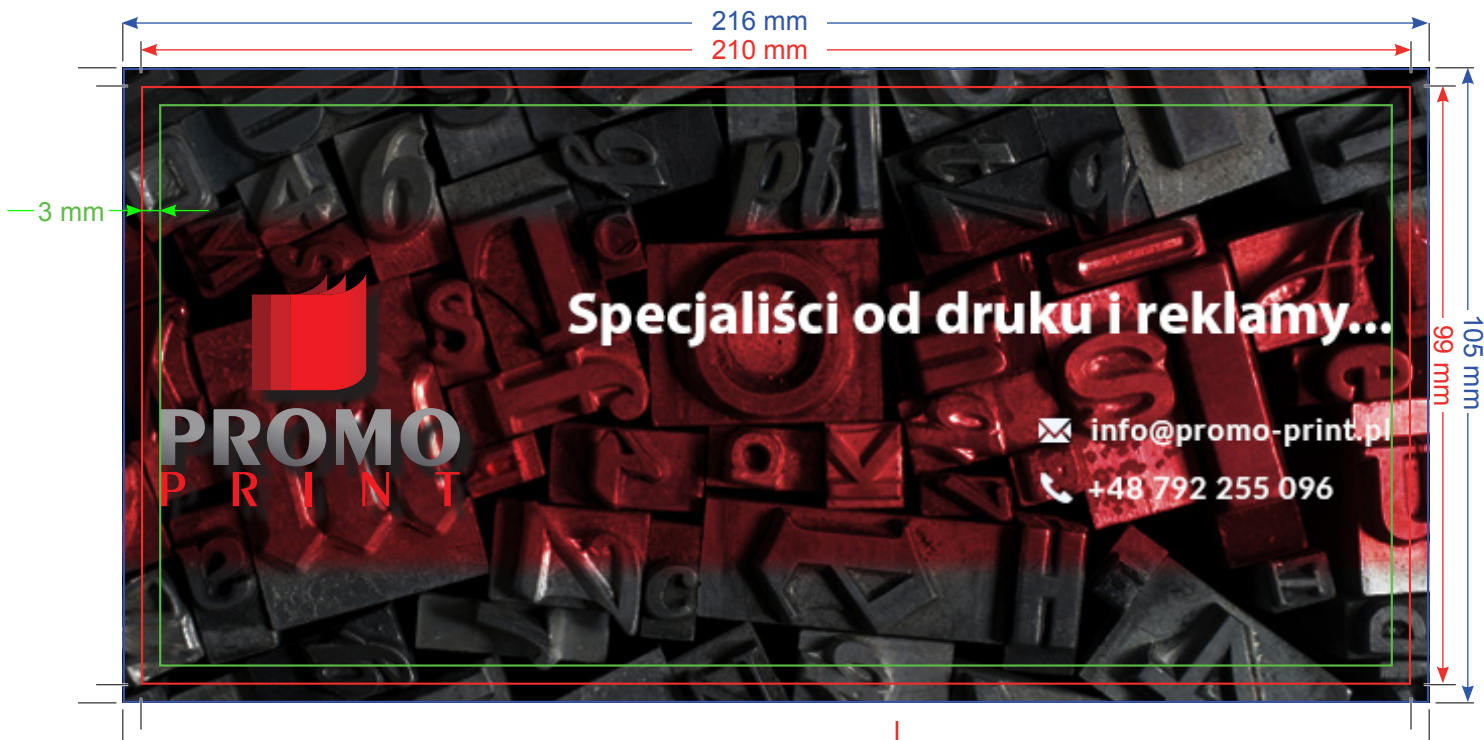 216 mm
210 mm
3 mm
Specjaliści od druku i reklamy...
99 mm
105 mm
PROMO
PRINT
info@promo-print.pl
+48 792 255 096